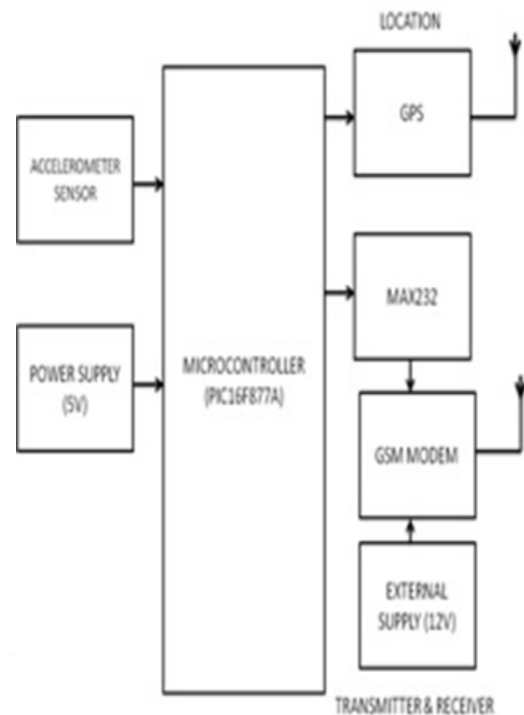 LOCATION
GPS
ACCELEROMETER
SENSOR
MAX232
POWER SUPPLY
(5V)
MICROCONTROLLER
(PIC16F877A)
GSM MODEM
EXTERNAL
SUPPLY (12V)
TRANSMITTER & RECEIVER